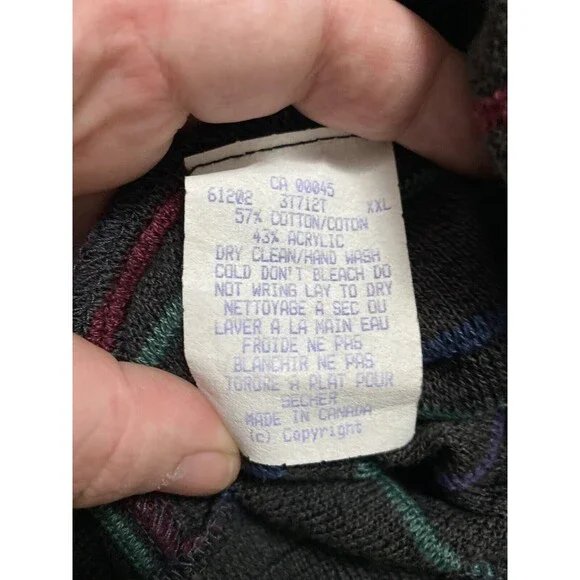 CA 00045
61202 3T712T XXL
57% COTTON/COTON
43% ACRYLIC
DRY CLEAN/HAND WASH
COLD DON'T BLEACH DO
NOT WRING LAY TO DRY
NETTOYAGE A SEC OU
LAVER A LA MAIN EAU
FROIDE NE PAS
BLANCHIR NE PAS
TORDRE A PLAT POUR
SECHER
MADE IN CANADA
(c) Copyright